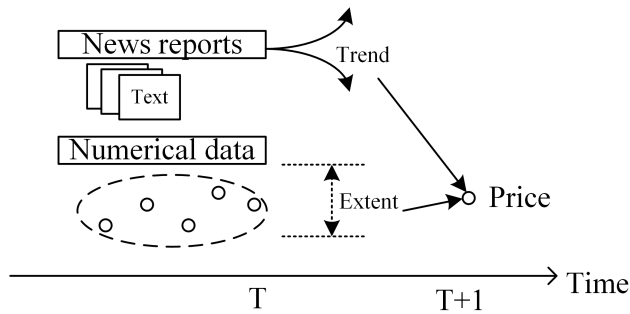 News reports
Trend
Text
Numerical data
Extent
Price
Time
T
T+1